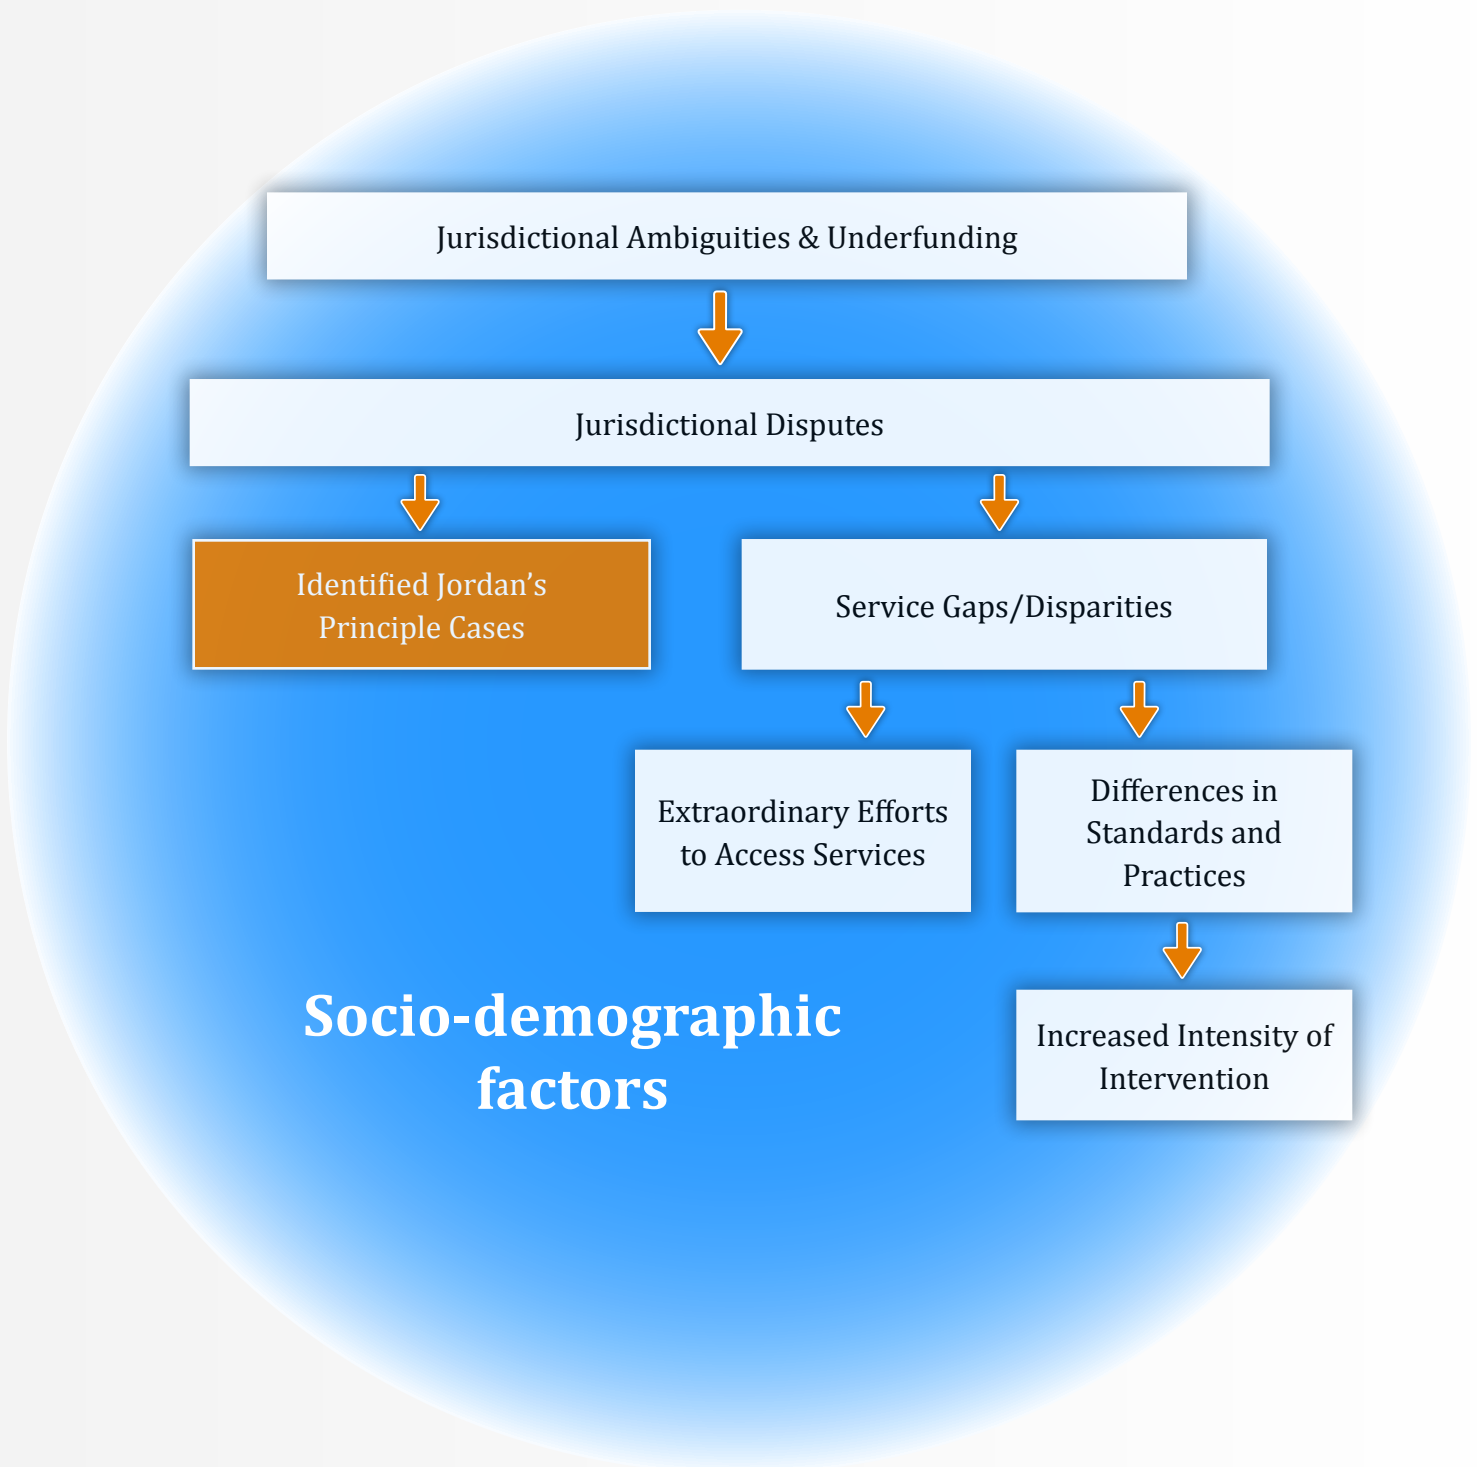 Jurisdictional Ambiguities & Underfunding
Jurisdictional Disputes
Identified Jordan’s
Principle Cases
Service Gaps/Disparities
Extraordinary Efforts
to Access Services
Differences in
Standards and
Practices
Increased Intensity of
Intervention
Socio-demographic
factors